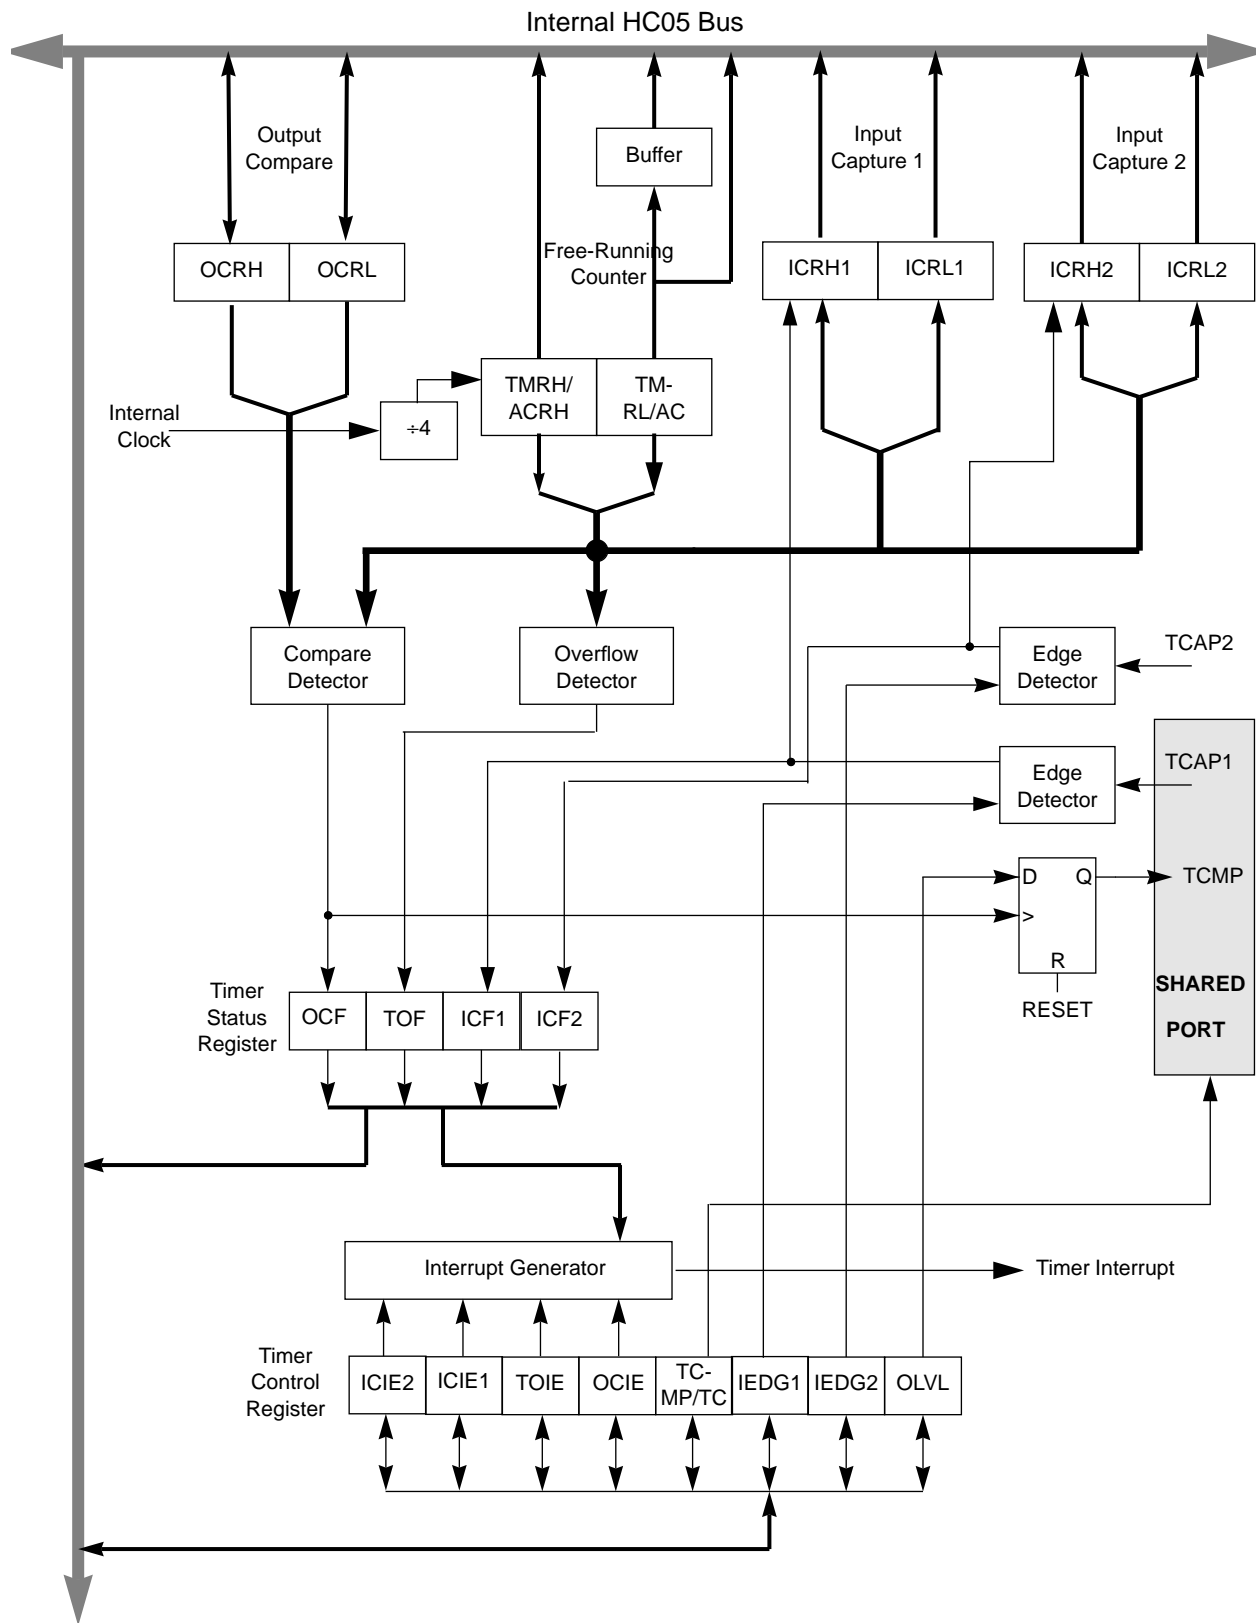 Internal HC05 Bus
Output
Compare
Buffer
Input
Capture 1
Input
Capture 2
OCRH
OCRL
Free-Running
Counter
ICRH1
ICRL1
ICRH2
ICRL2
Internal
Clock
÷4
TMRH/
ACRH
TM-
RL/AC
Compare
Detector
Overflow
Detector
Edge
Detector
TCAP2
Edge
Detector
TCAP1
D
Q
>
R
RESET
TCMP
SHARED
PORT
Timer
Status
Register
OCF
TOF
ICF1
ICF2
Interrupt Generator
Timer Interrupt
Timer
Control
Register
ICIE2
ICIE1
TOIE
OCIE
TC-
MP/TC
IEDG1
IEDG2
OLVL